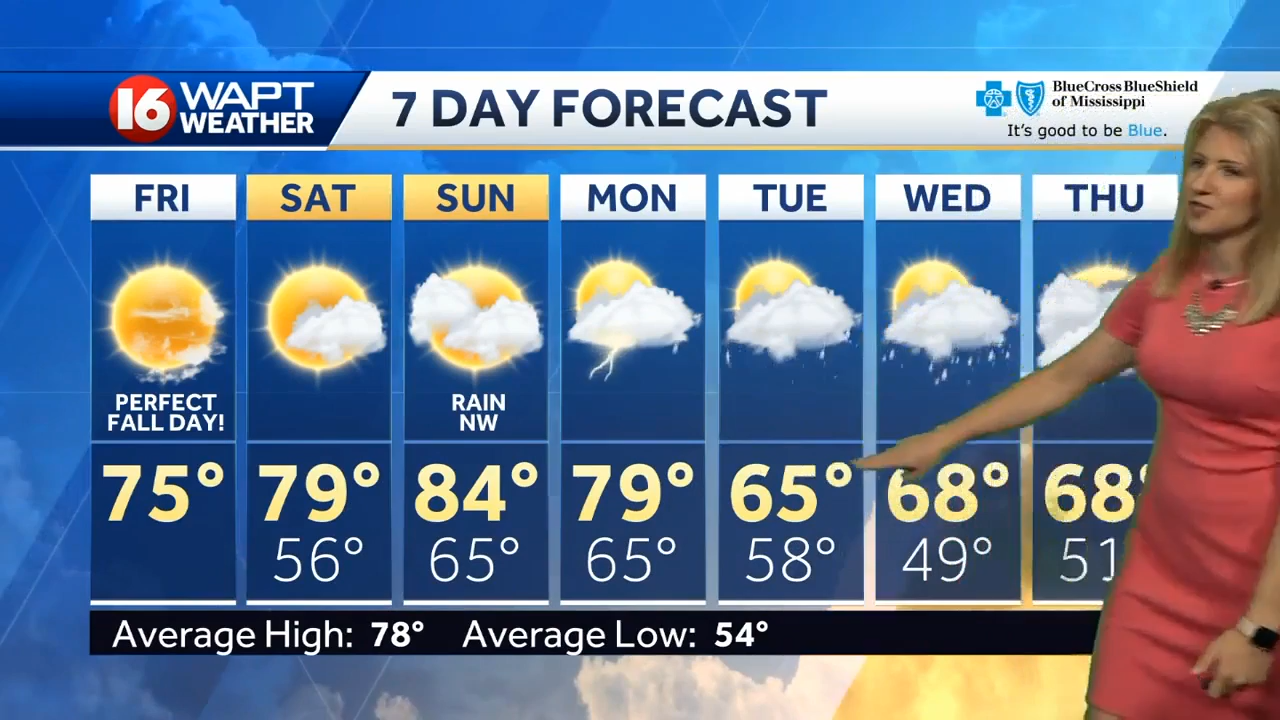 16 WAPT
WEATHER
7 DAY FORECAST
BlueCross BlueShield
of Mississippi
It's good to be Blue.
FRI SAT SUN MON TUE WED THU
PERFECT
FALL DAY!
RAIN
NW
75° 79° 84° 79° 65° 68° 68°
56° 65° 65° 58° 49° 51
Average High: 78° Average Low: 54°